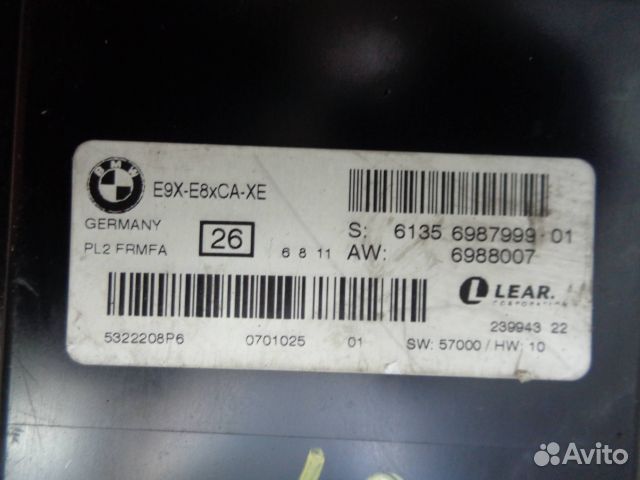 BMW
E9X-E8xCA-XE
GERMANY
PL2 FRMFA
26
6 8 11
S: 6135 6987999 01
AW: 6988007
LEAR.
CORPORATION
239943 22
5322208P6 0701025 01 SW: 57000 / HW: 10
Avito